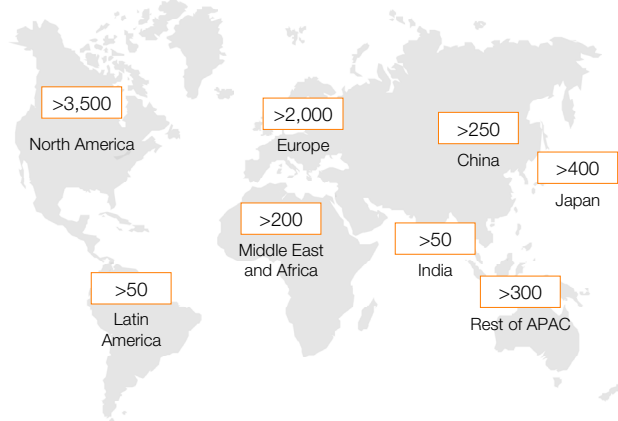 >3,500
North America
>2,000
Europe
>250
China
>400
Japan
>200
Middle East
and Africa
>50
India
>50
Latin
America
>300
Rest of APAC